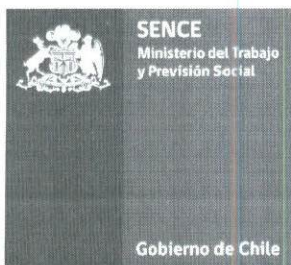 SENCE
Ministerio del Trabajo
y Previsión Social
Gobierno de Chile